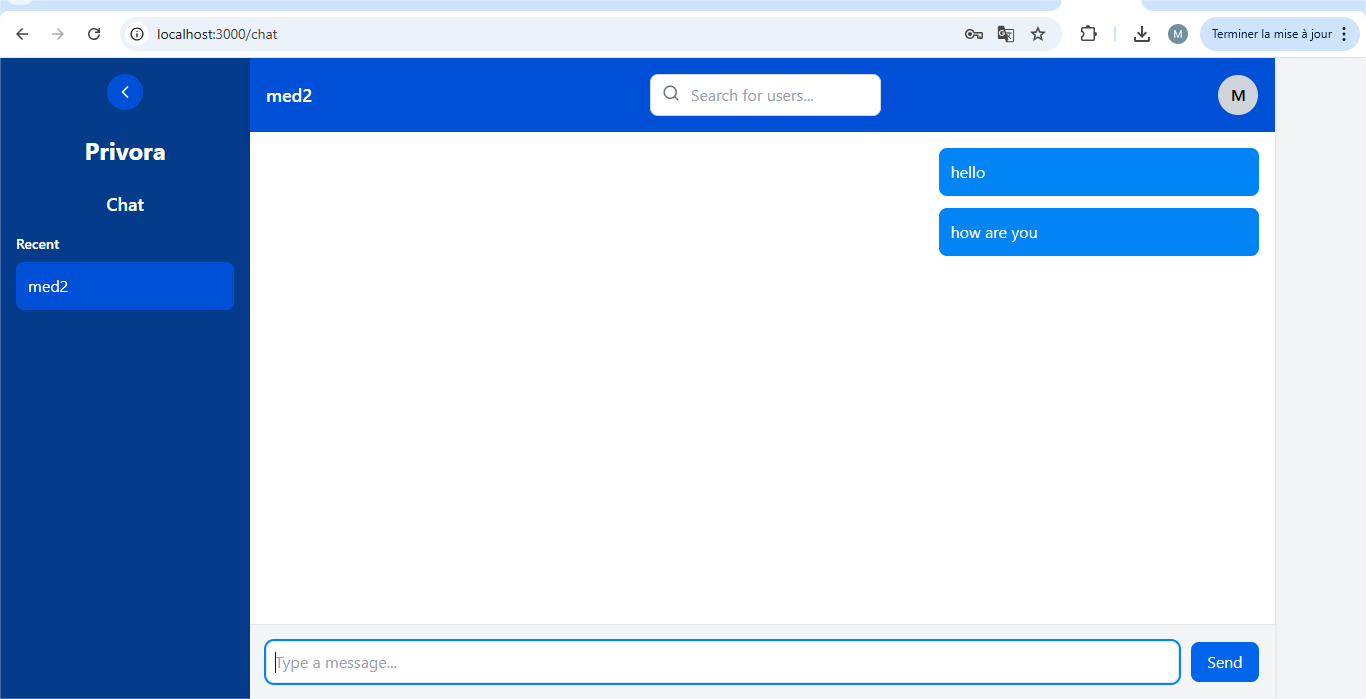 localhost:3000/chat
M
Terminer la mise à jour
Privora
Chat
Recent
med2
med2
Search for users...
M
hello
how are you
Type a message...
Send